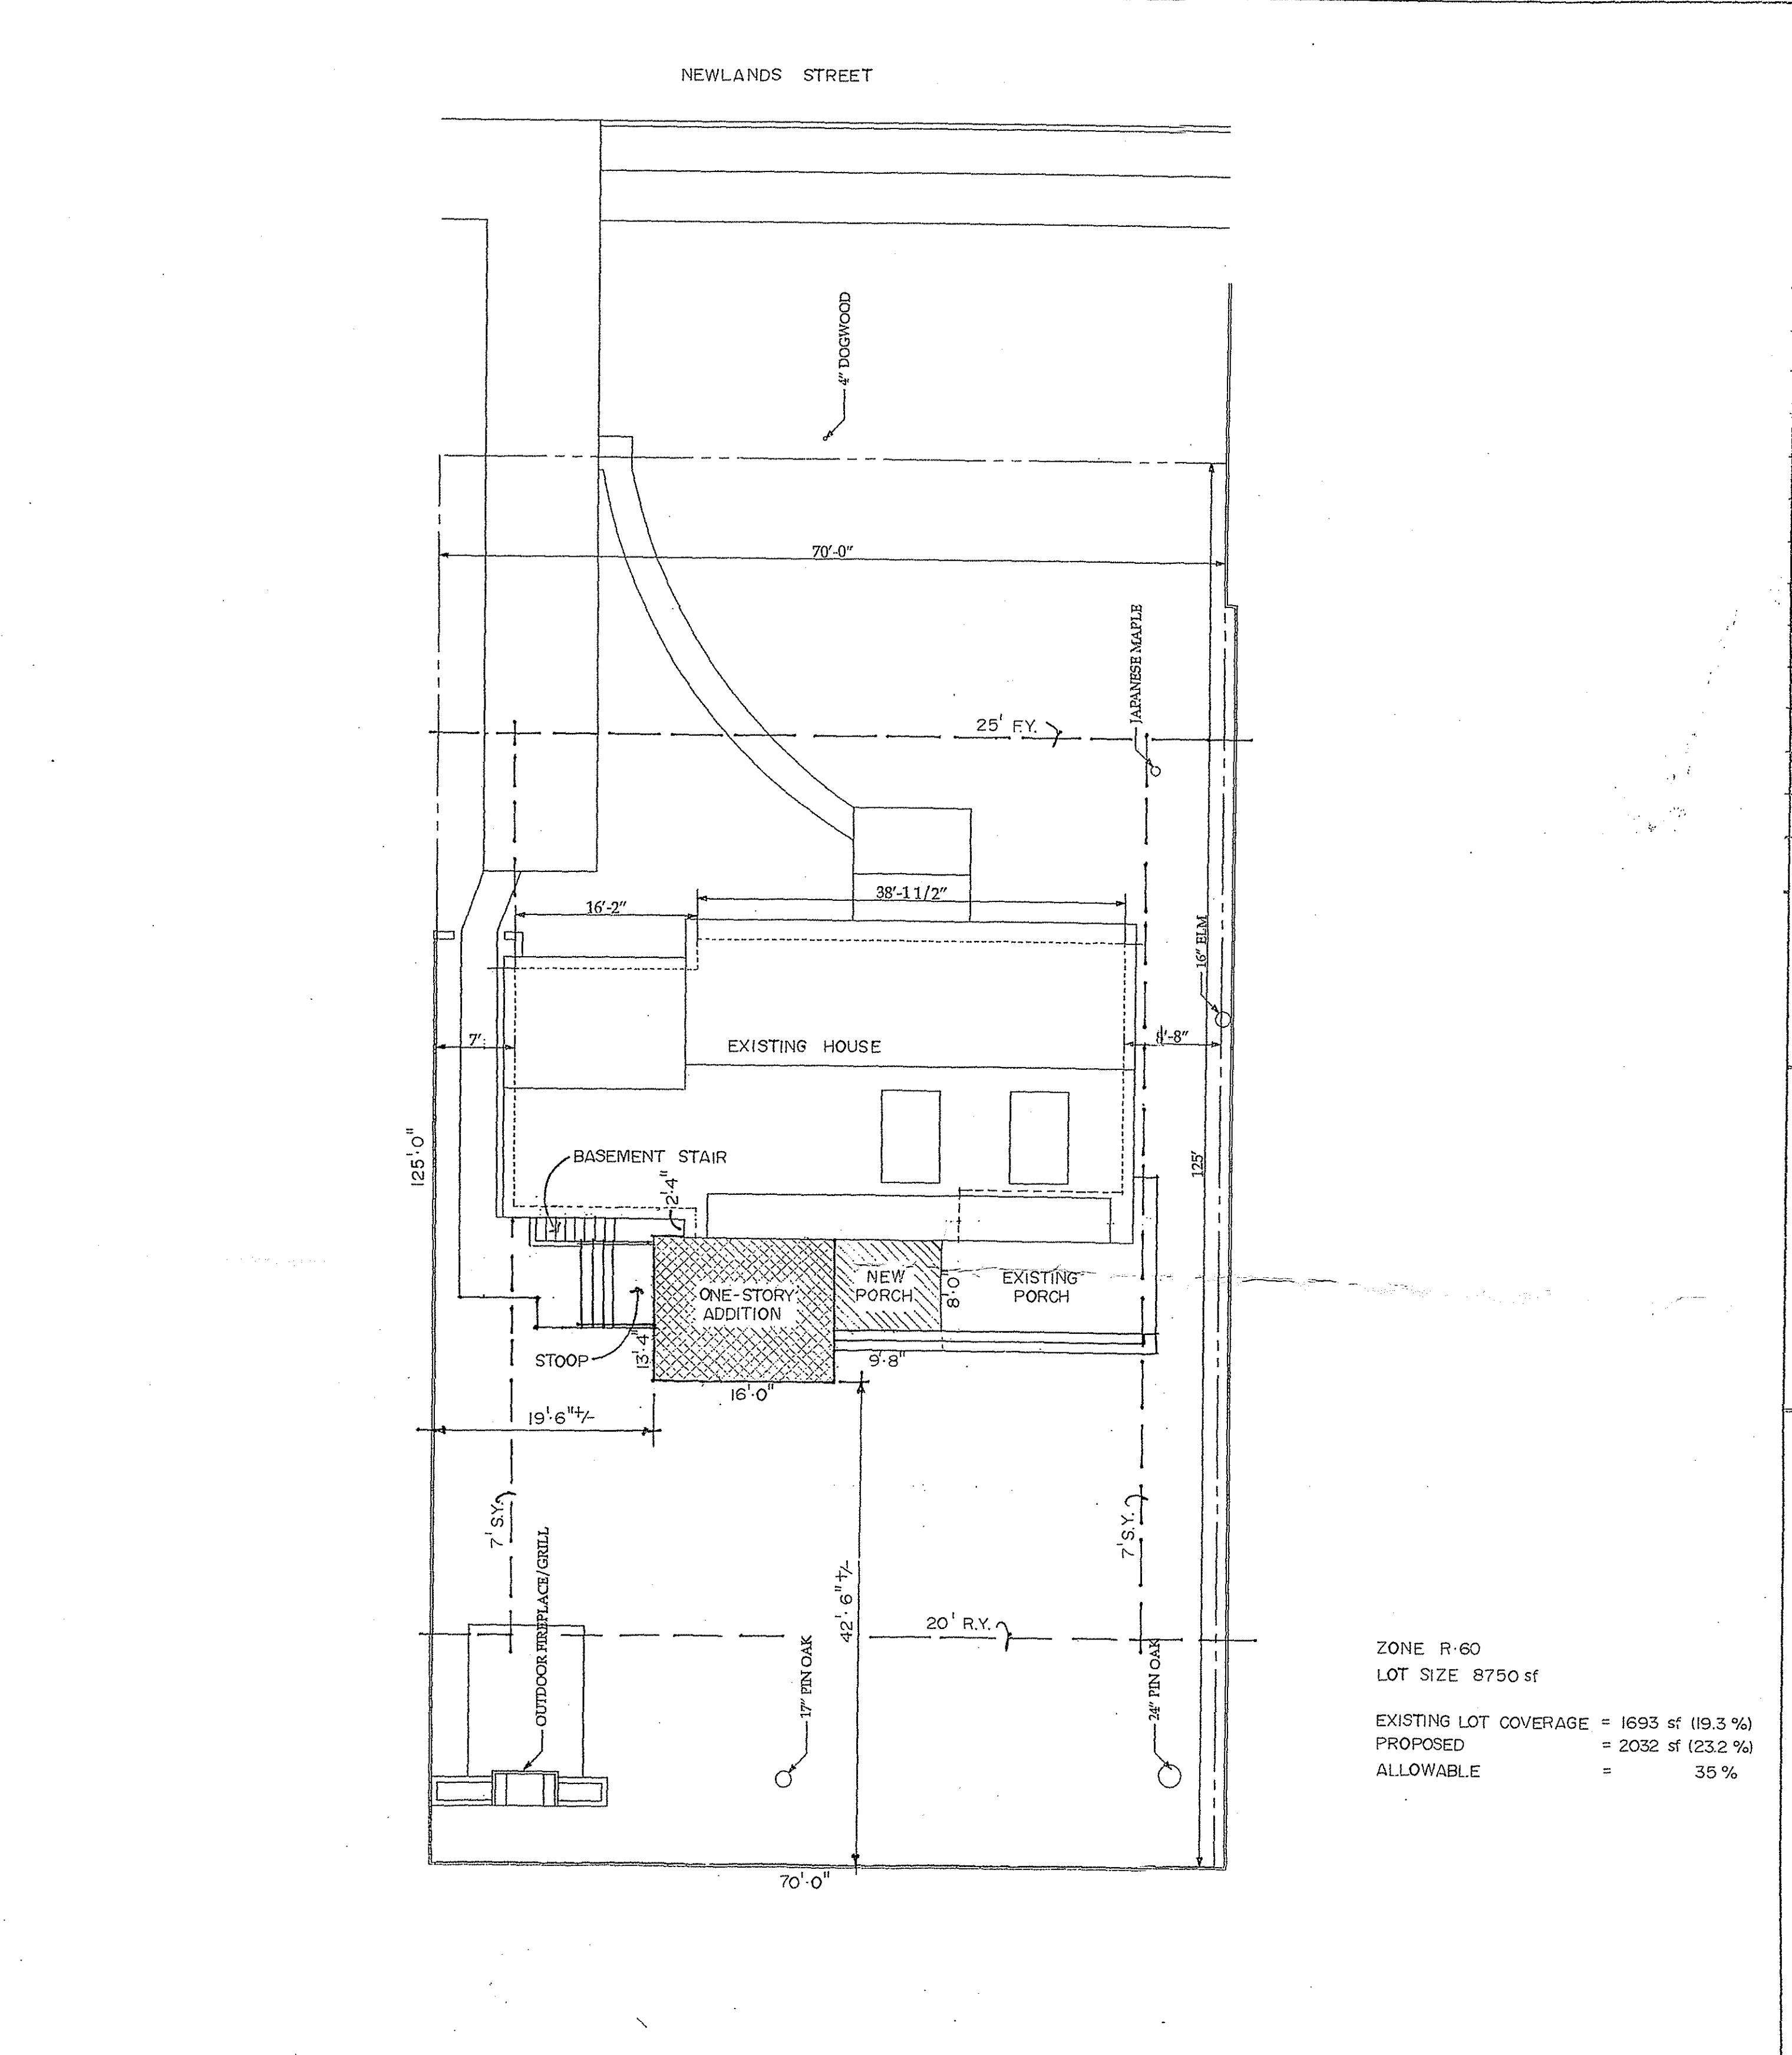 NEWLANDS STREET
4" DOGWOOD
70'-0"
JAPANESE MAPLE
25' F.Y.
38'-1 1/2"
16'-2"
16" ELM
7'
EXISTING HOUSE
125'·0"
BASEMENT STAIR
2'·4"
125'
ONE-STORY
ADDITION
NEW
PORCH
8'·0"
EXISTING
PORCH
STOOP
13'·4"
9'·8"
16'·0"
19'·6"+/-
7' S.Y.
7' S.Y.
OUTDOOR FIREPLACE/GRILL
42'·6"+/-
20' R.Y.
17" PIN OAK
24" PIN OAK
70'·0"
ZONE R·60
LOT SIZE 8750 sf
EXISTING LOT COVERAGE = 1693 sf (19.3 %)
PROPOSED = 2032 sf (23.2 %)
ALLOWABLE = 35 %